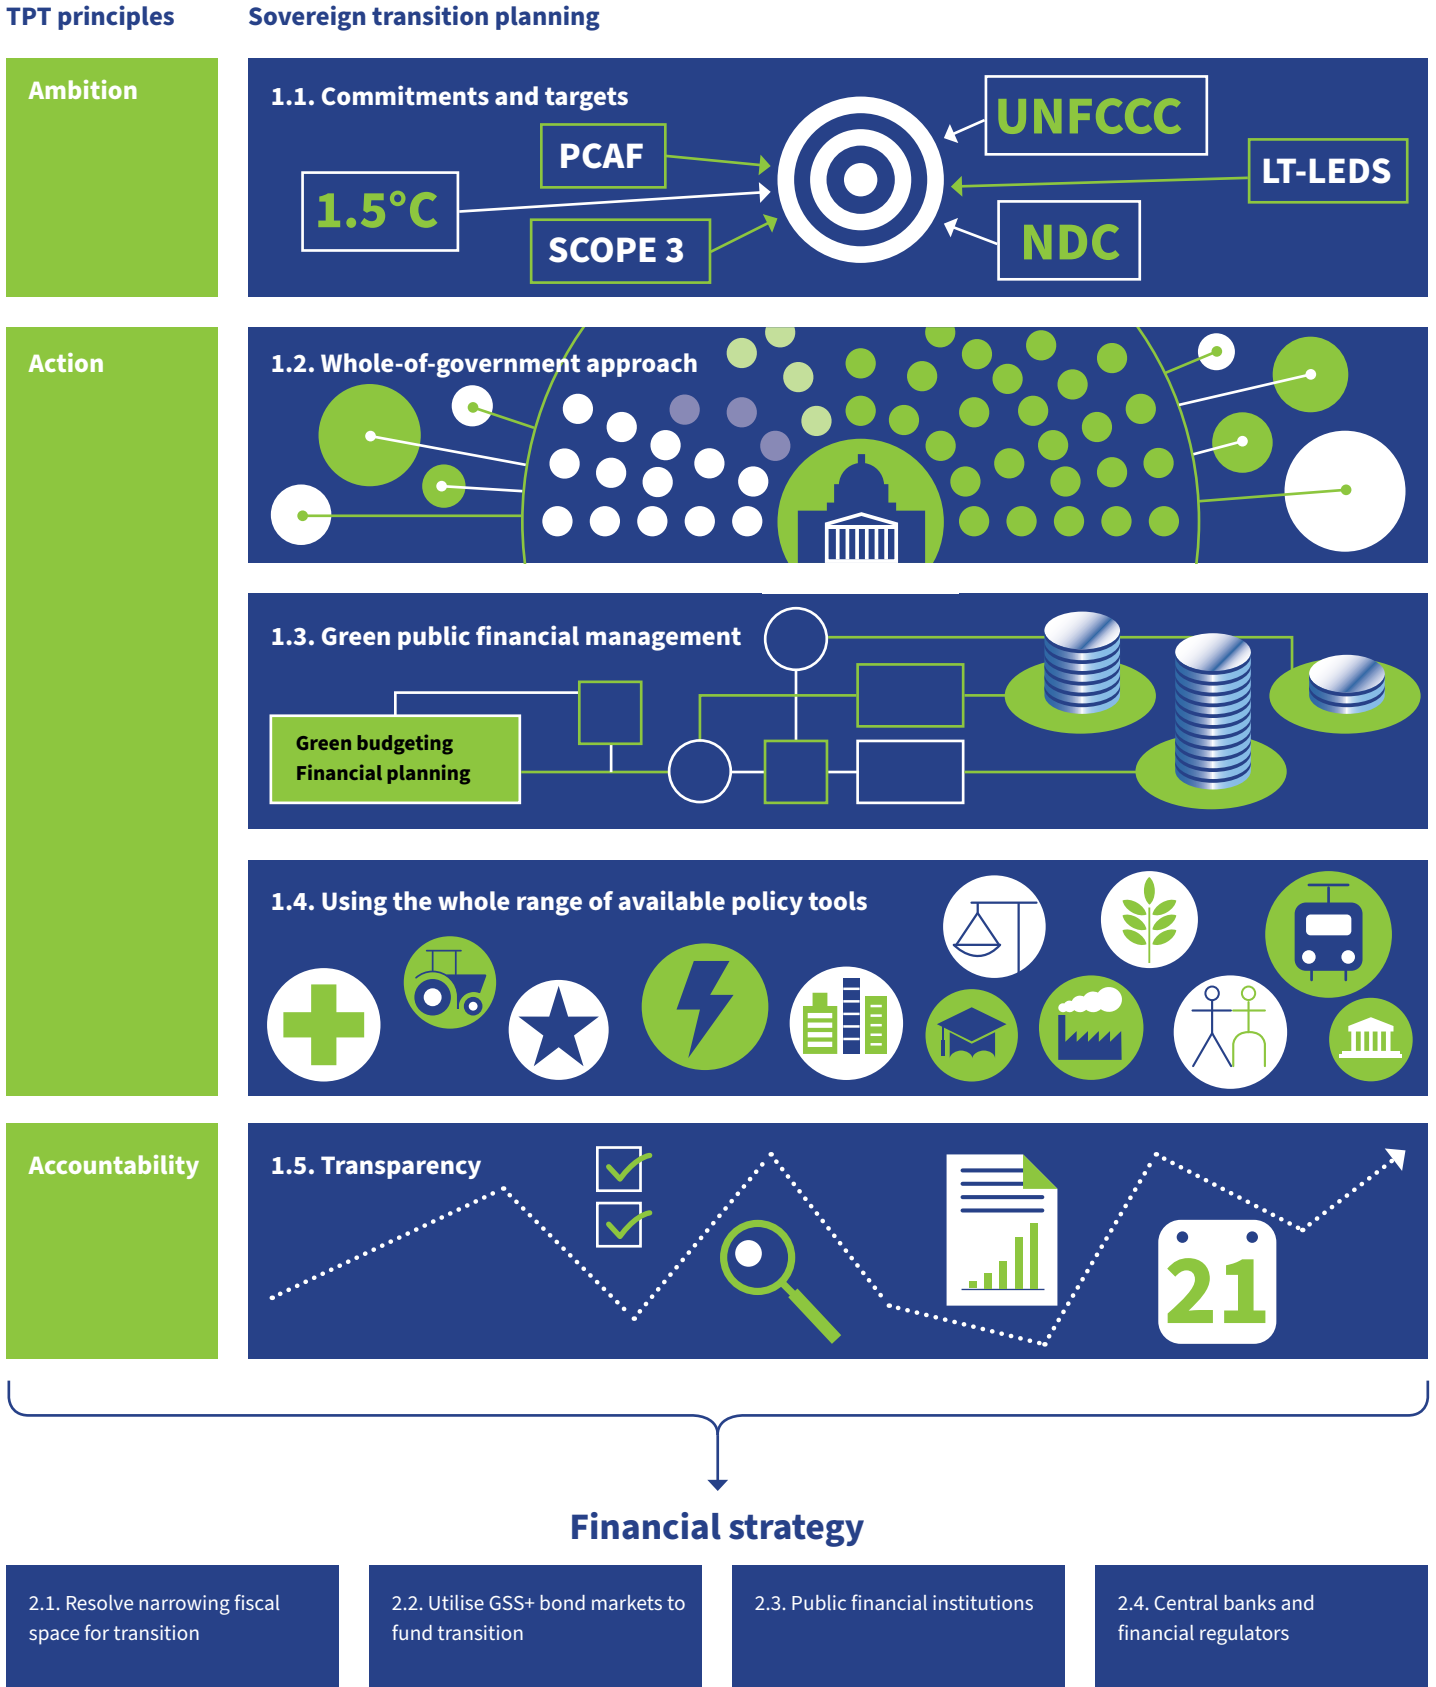 TPT principles
Sovereign transition planning
Ambition
1.1. Commitments and targets
UNFCCC
PCAF
LT-LEDS
1.5°C
SCOPE 3
NDC
Action
1.2. Whole-of-government approach
1.3. Green public financial management
Green budgeting
Financial planning
1.4. Using the whole range of available policy tools
Accountability
1.5. Transparency
21
Financial strategy
2.1. Resolve narrowing fiscal
space for transition
2.2. Utilise GSS+ bond markets to
fund transition
2.3. Public financial institutions
2.4. Central banks and
financial regulators